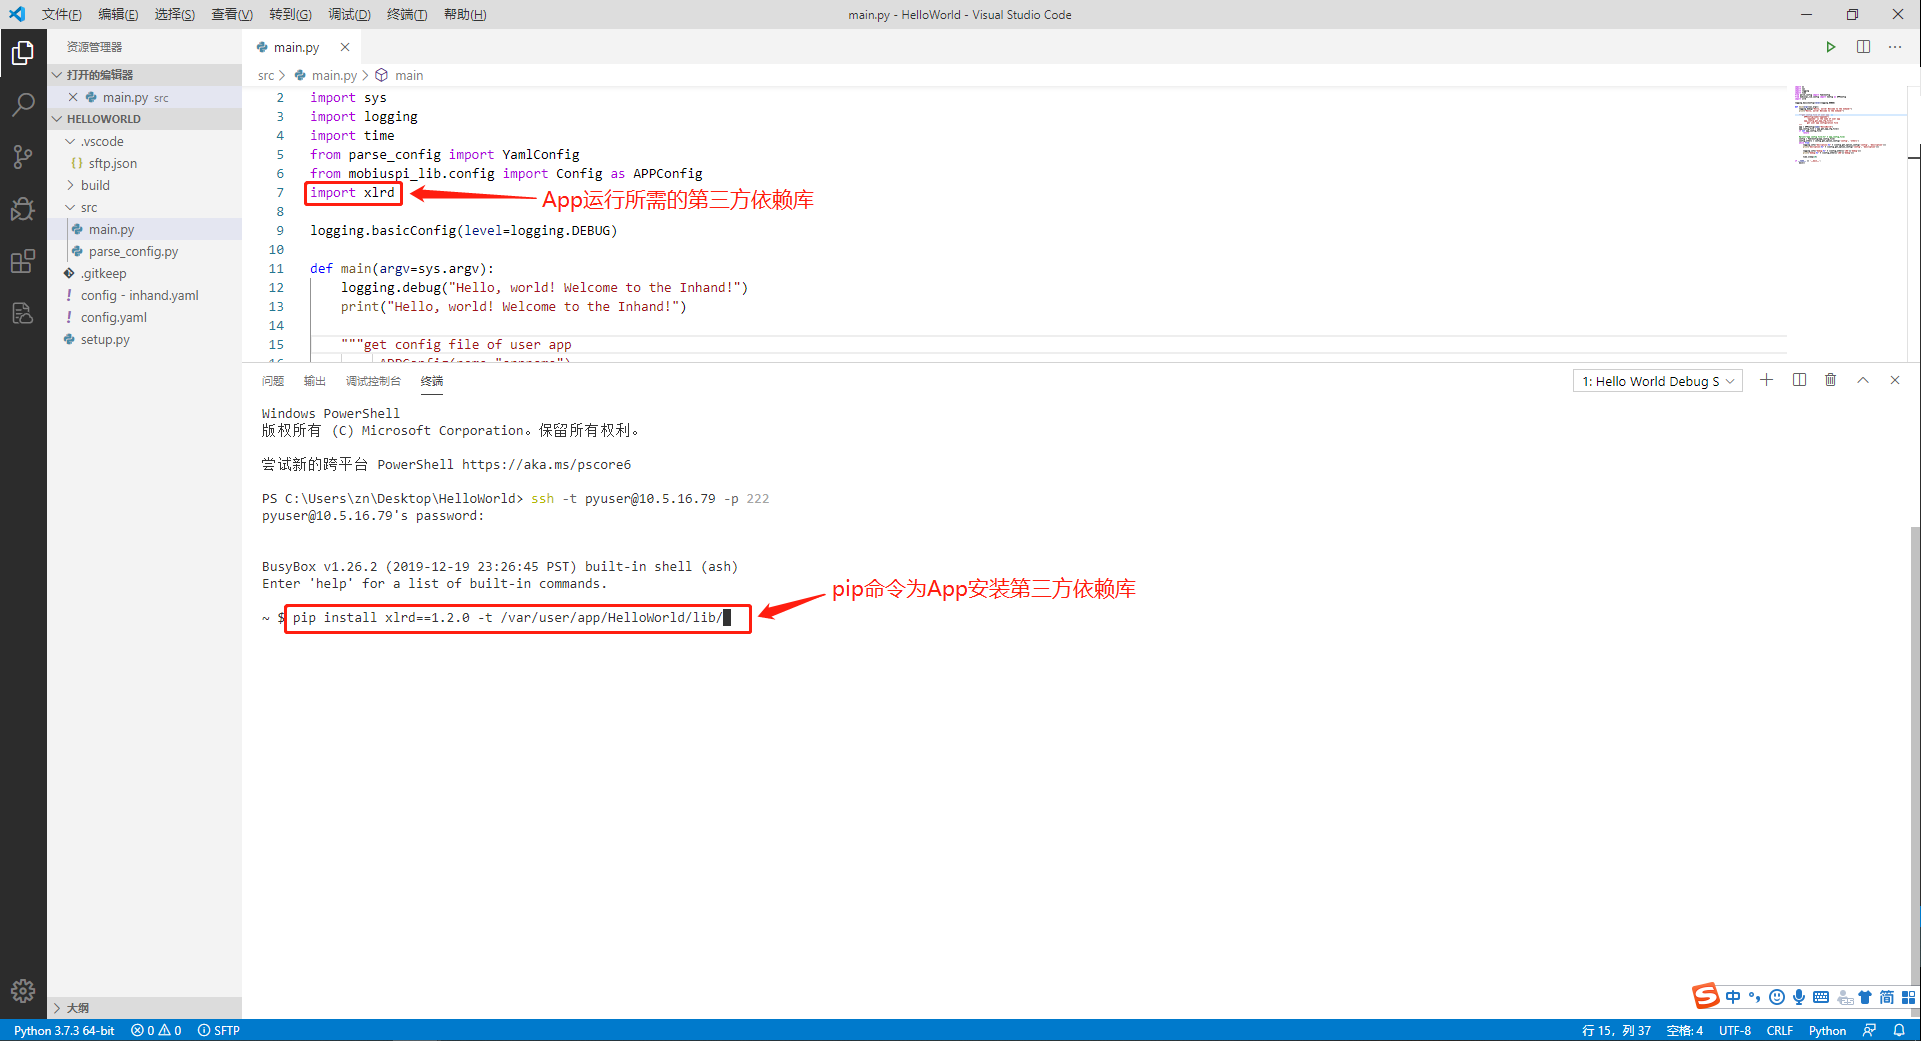 文件(F) 编辑(E) 选择(S) 查看(V) 转到(G) 调试(D) 终端(T) 帮助(H) main.py - HelloWorld - Visual Studio Code
资源管理器
打开的编辑器
main.py src
HELLOWORLD
.vscode
{} sftp.json
build
src
main.py
parse_config.py
.gitkeep
! config - inhand.yaml
! config.yaml
setup.py
大纲
main.py
src > main.py > main
2 import sys
3 import logging
4 import time
5 from parse_config import YamlConfig
6 from mobiuspi_lib.config import Config as APPConfig
7 import xlrd
App运行所需的第三方依赖库
8
9 logging.basicConfig(level=logging.DEBUG)
10
11 def main(argv=sys.argv):
12 logging.debug("Hello, world! Welcome to the Inhand!")
13 print("Hello, world! Welcome to the Inhand!")
14
15 """get config file of user app
问题 输出 调试控制台 终端 1: Hello World Debug S
Windows PowerShell
版权所有 (C) Microsoft Corporation。保留所有权利。
尝试新的跨平台 PowerShell https://aka.ms/pscore6
PS C:\Users\zn\Desktop\HelloWorld> ssh -t pyuser@10.5.16.79 -p 222
pyuser@10.5.16.79's password:
BusyBox v1.26.2 (2019-12-19 23:26:45 PST) built-in shell (ash)
Enter 'help' for a list of built-in commands.
pip命令为App安装第三方依赖库
~ $ pip install xlrd==1.2.0 -t /var/user/app/HelloWorld/lib/
S 中 简
Python 3.7.3 64-bit 0 0 SFTP 行 15，列 37 空格: 4 UTF-8 CRLF Python